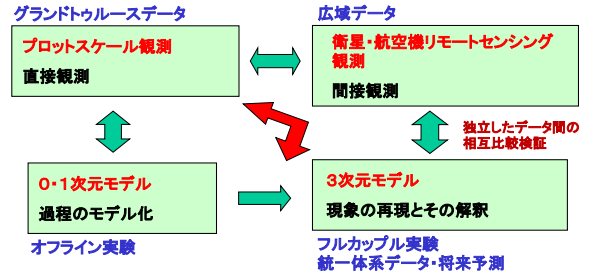 グランドトゥルースデータ
広域データ
プロットスケール観測
直接観測
衛星・航空機リモートセンシング
観測
間接観測
独立したデータ間の
相互比較検証
０・１次元モデル
過程のモデル化
３次元モデル
現象の再現とその解釈
オフライン実験
フルカップル実験
統一体系データ・将来予測